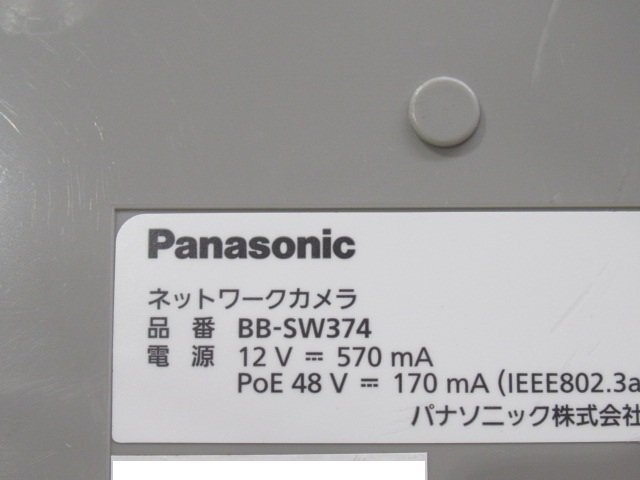 Panasonic
ネットワークカメラ
品 番 BB-SW374
電 源 12 V ⎓ 570 mA
PoE 48 V ⎓ 170 mA (IEEE802.3a
パナソニック株式会社